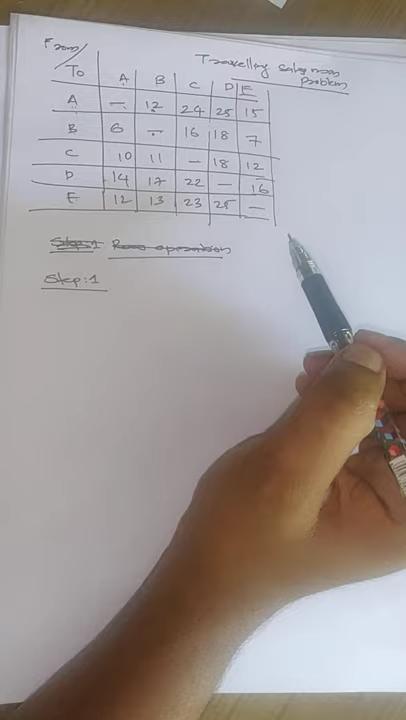 From/
To
Travelling salesman
Problem
A B C D E
A — 12 24 25 15
B 6 — 16 18 7
C 10 11 — 18 12
D 14 17 22 — 16
E 12 13 23 25 —
Step:1 Row operation
Step:1